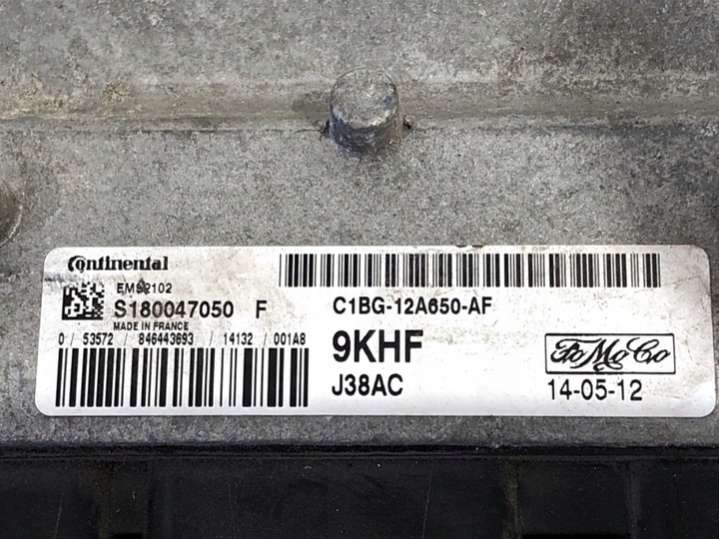 Continental
EMS2102
S180047050 F
MADE IN FRANCE
0 / 53572 / 846443693 / 14132 / 001A8
C1BG-12A650-AF
9KHF
J38AC
FoMoCo
14-05-12